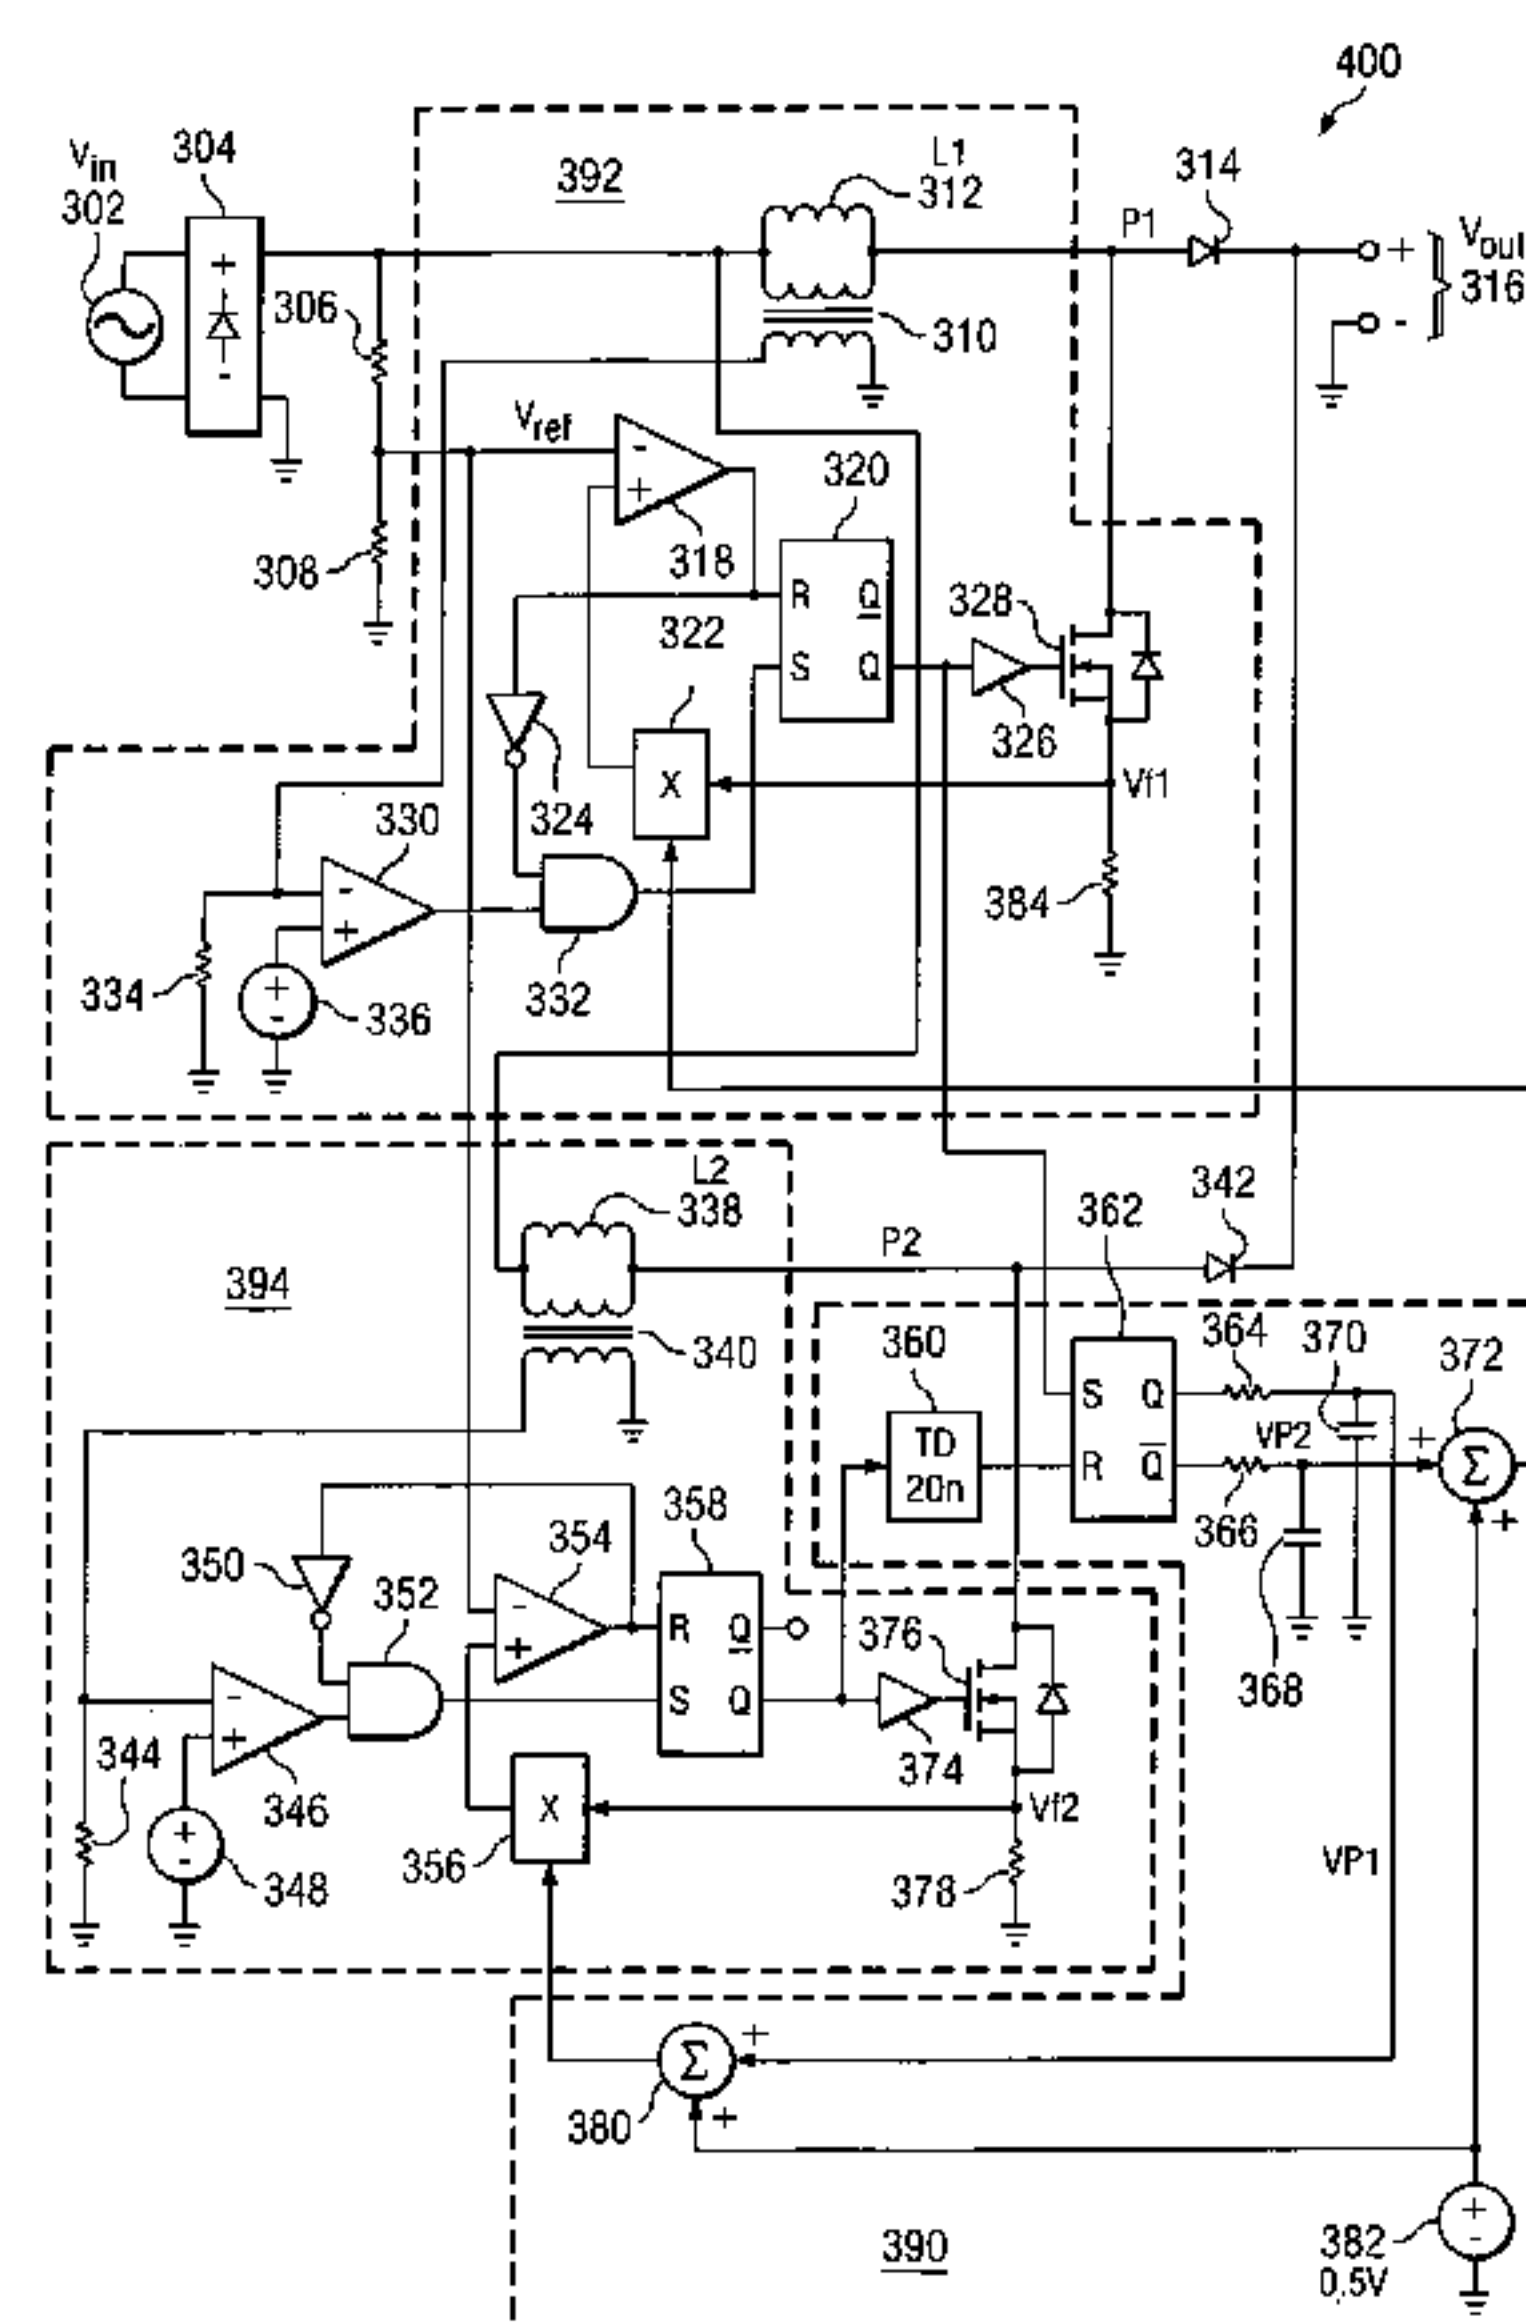 400
Vin
302
304
392
L1
312
P1
314
+
Vout
316
-
306
+
-
310
Vref
-
+
318
308
320
R
Q
S
Q
322
328
326
324
X
Vf1
330
-
+
332
384
334
+
-
336
L2
338
P2
362
342
394
340
360
364
370
372
TD
20n
S
Q
R
Q
VP2
+
Σ
+
366
368
358
354
350
352
-
+
R
Q
S
Q
376
374
344
-
+
346
X
356
Vf2
378
VP1
+
-
348
+
Σ
+
380
390
+
-
382
0.5V